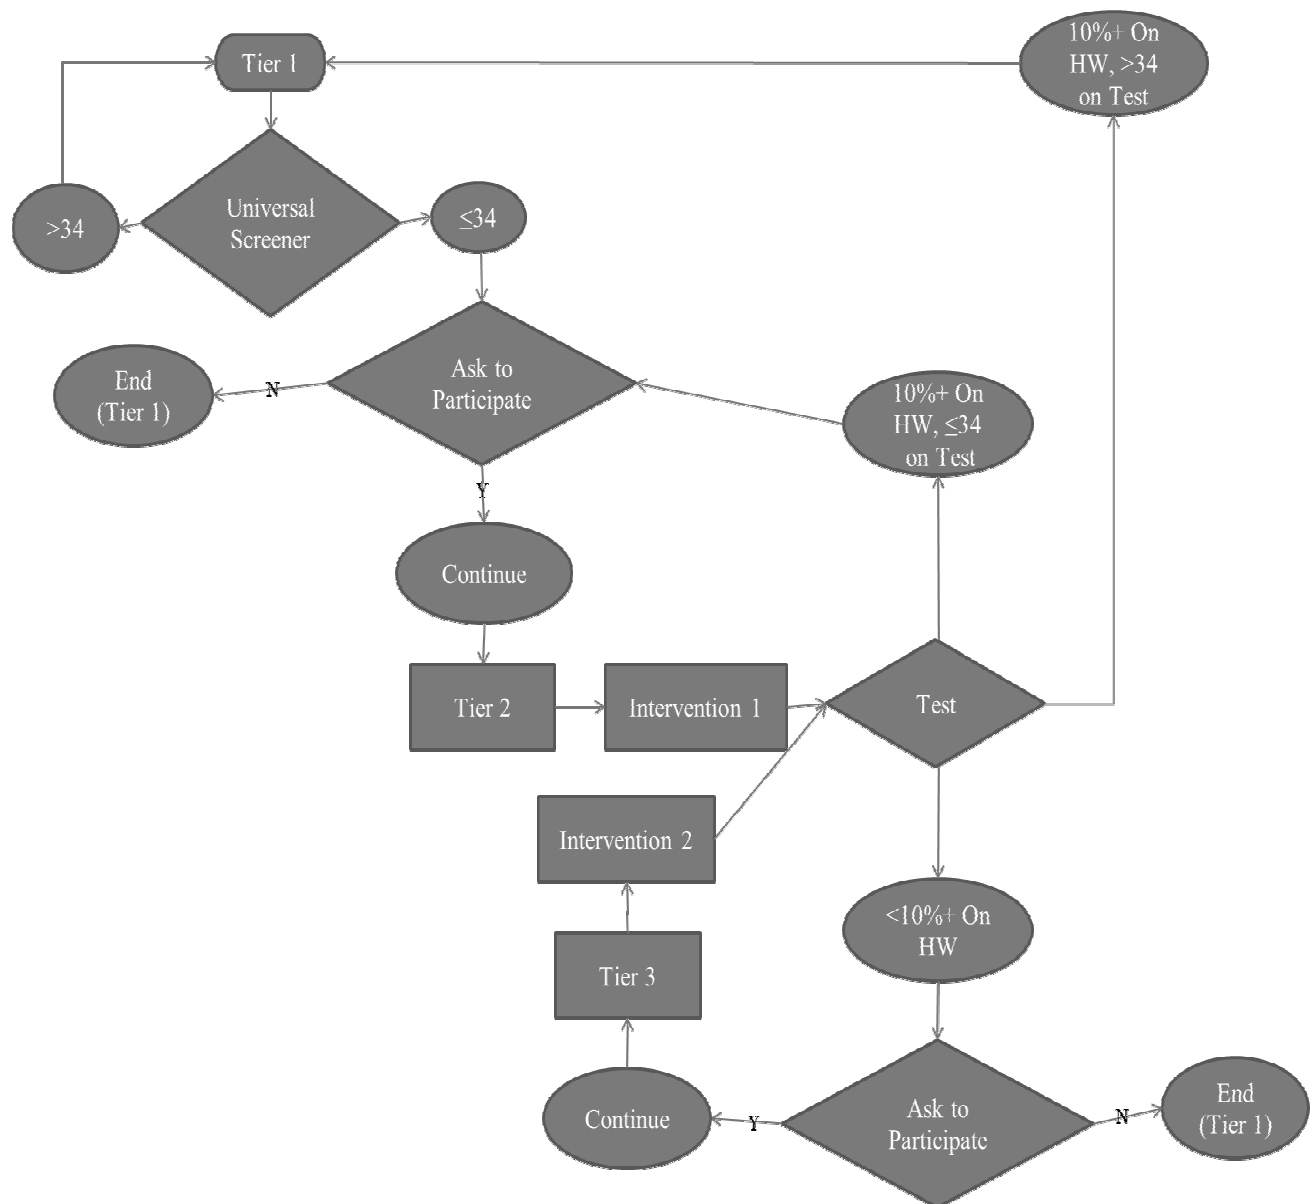 Tier 1
10%+ On
HW, >34
on Test
Universal
Screener
>34
≤34
Ask to
Participate
N
End
(Tier 1)
10%+ On
HW, ≤34
on Test
Y
Continue
Tier 2
Intervention 1
Test
Intervention 2
<10%+ On
HW
Tier 3
Ask to
Participate
Y
Continue
N
End
(Tier 1)